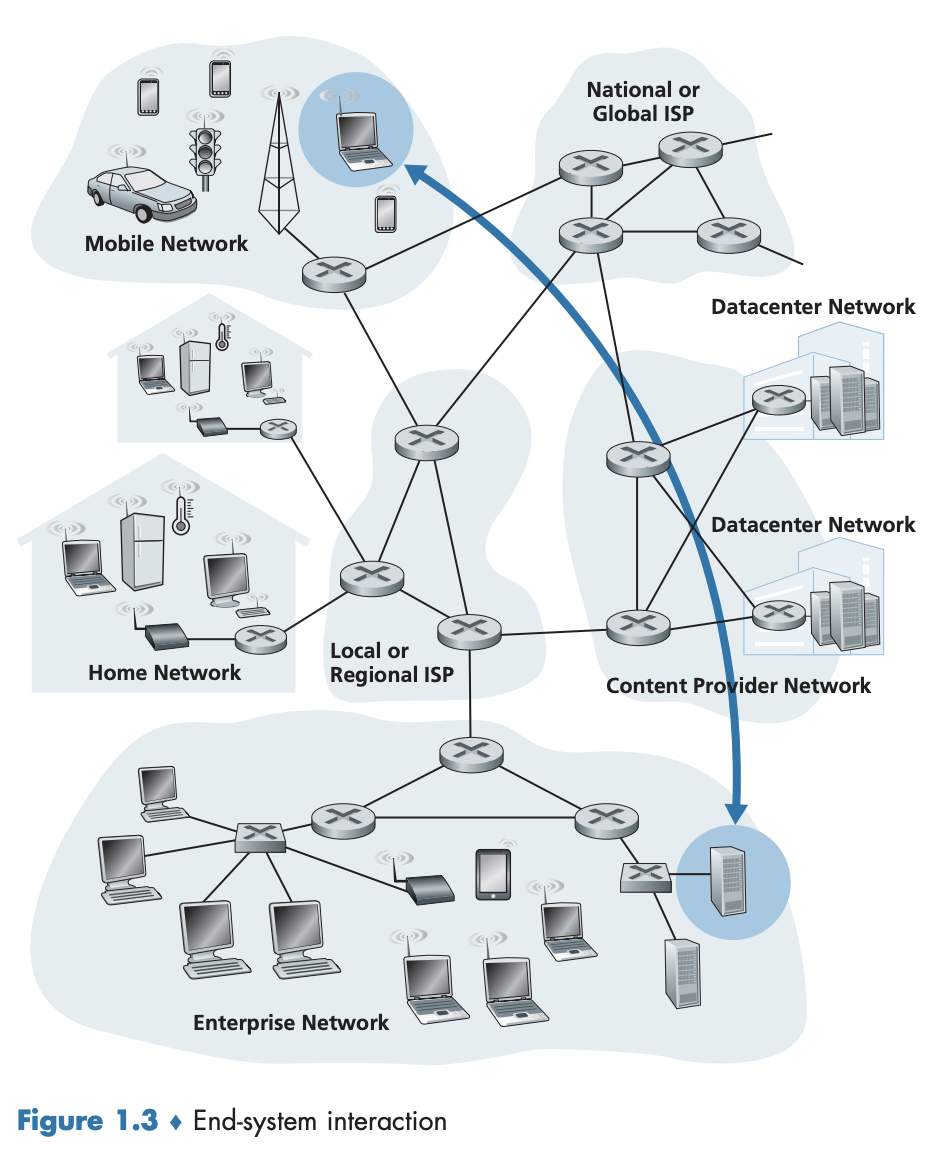 National or
Global ISP
Mobile Network
Datacenter Network
Datacenter Network
Home Network
Local or
Regional ISP
Content Provider Network
Enterprise Network
Figure 1.3 ♦ End-system interaction